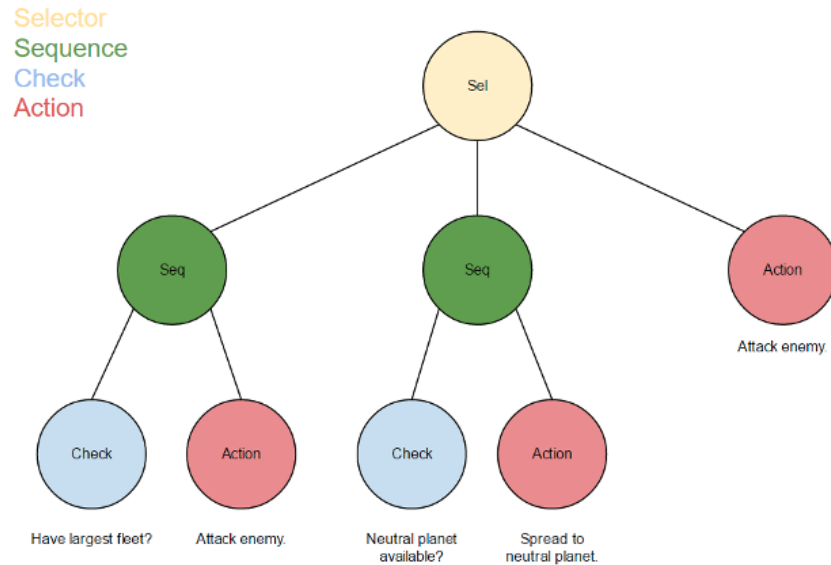 Selector
Sequence
Check
Action
Sel
Seq
Seq
Action
Attack enemy.
Check
Action
Check
Action
Have largest fleet?
Attack enemy.
Neutral planet
available?
Spread to
neutral planet.